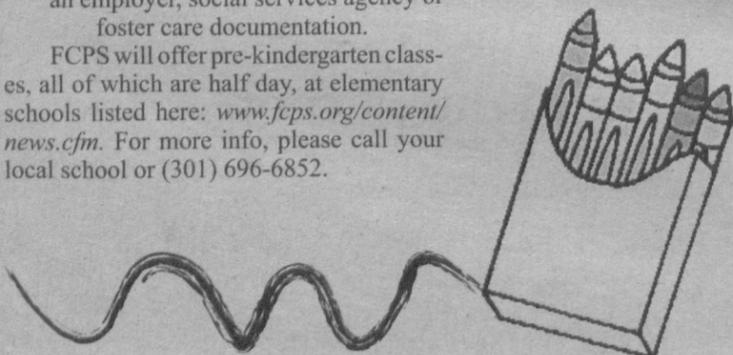 an employer, social services agency or
foster care documentation.
FCPS will offer pre-kindergarten class-
es, all of which are half day, at elementary
schools listed here: www.fcps.org/content/
news.cfm. For more info, please call your
local school or (301) 696-6852.